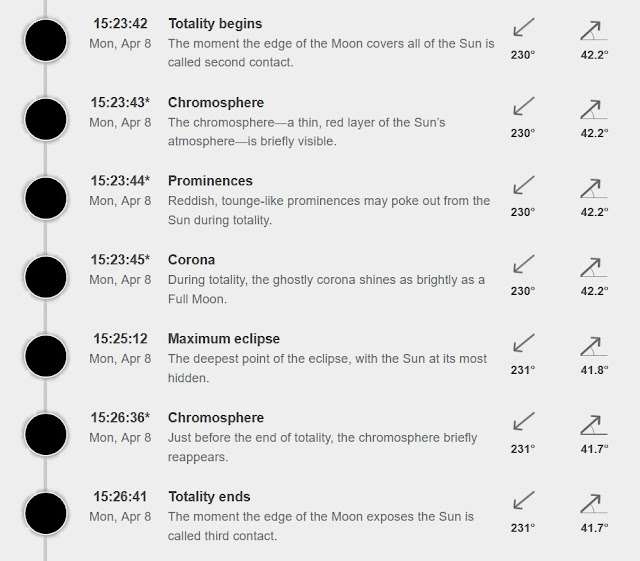 15:23:42 Totality begins
Mon, Apr 8 The moment the edge of the Moon covers all of the Sun is
called second contact.
230° 42.2°
15:23:43* Chromosphere
Mon, Apr 8 The chromosphere—a thin, red layer of the Sun’s
atmosphere—is briefly visible.
230° 42.2°
15:23:44* Prominences
Mon, Apr 8 Reddish, tounge-like prominences may poke out from the
Sun during totality.
230° 42.2°
15:23:45* Corona
Mon, Apr 8 During totality, the ghostly corona shines as brightly as a
Full Moon.
230° 42.2°
15:25:12 Maximum eclipse
Mon, Apr 8 The deepest point of the eclipse, with the Sun at its most
hidden.
231° 41.8°
15:26:36* Chromosphere
Mon, Apr 8 Just before the end of totality, the chromosphere briefly
reappears.
231° 41.7°
15:26:41 Totality ends
Mon, Apr 8 The moment the edge of the Moon exposes the Sun is
called third contact.
231° 41.7°